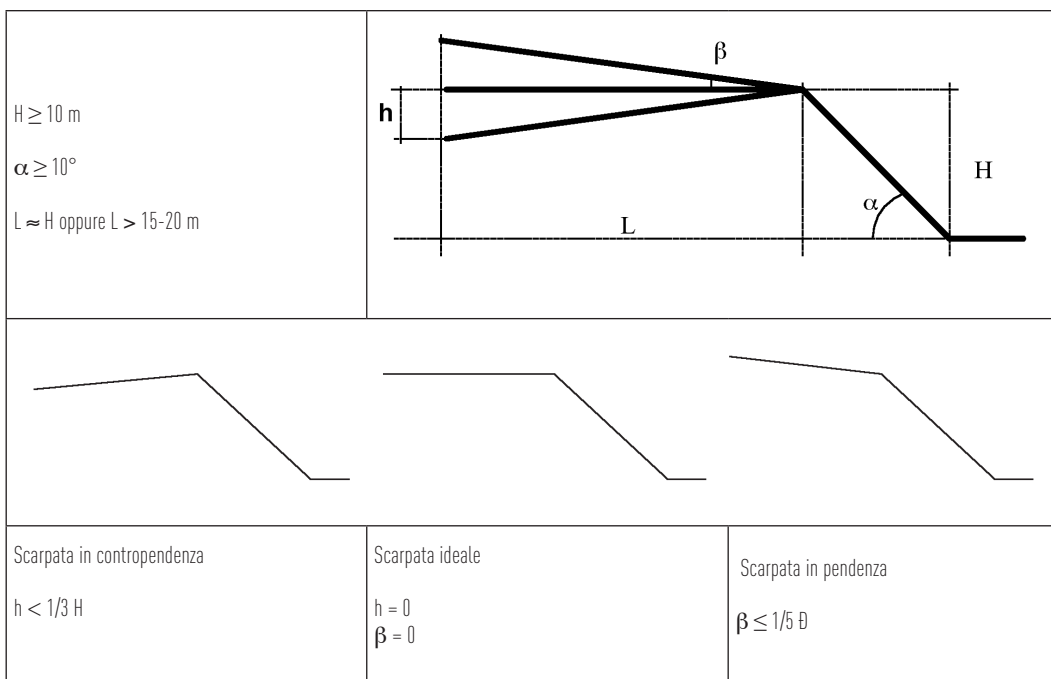 H ≥ 10 m
α ≥ 10°
L ≈ H oppure L > 15-20 m
β
h
H
α
L
Scarpata in contropendenza
h < 1/3 H
Scarpata ideale
h = 0
β = 0
Scarpata in pendenza
β ≤ 1/5 Đ